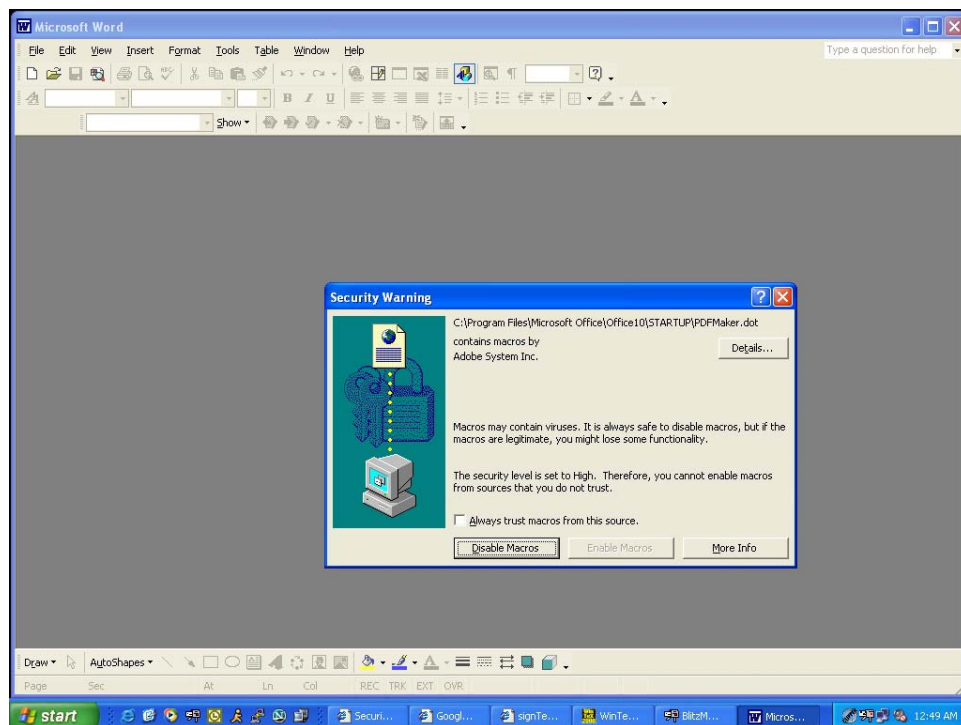 Microsoft Word
File Edit View Insert Format Tools Table Window Help
Type a question for help
Show
Security Warning
C:\Program Files\Microsoft Office\Office10\STARTUP\PDFMaker.dot
contains macros by
Adobe System Inc.
Details...
Macros may contain viruses. It is always safe to disable macros, but if the
macros are legitimate, you might lose some functionality.
The security level is set to High. Therefore, you cannot enable macros
from sources that you do not trust.
Always trust macros from this source.
Disable Macros Enable Macros More Info
Draw AutoShapes
Page Sec At Ln Col REC TRK EXT OVR
start Securi... Googl... signTe... WinTe... BlitzM... Micros... 12:49 AM